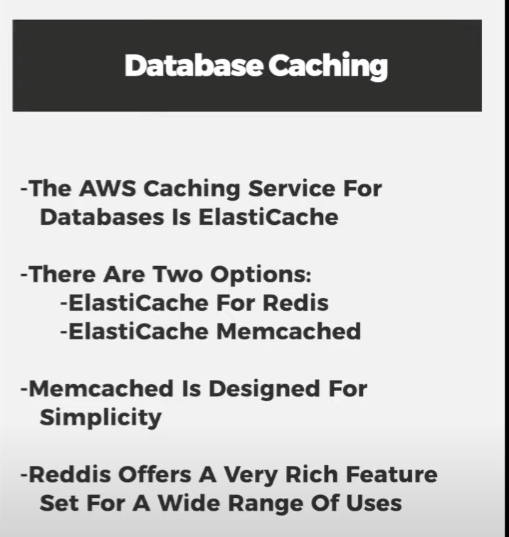 Database Caching
-The AWS Caching Service For
Databases Is ElastiCache
-There Are Two Options:
-ElastiCache For Redis
-ElastiCache Memcached
-Memcached Is Designed For
Simplicity
-Reddis Offers A Very Rich Feature
Set For A Wide Range Of Uses